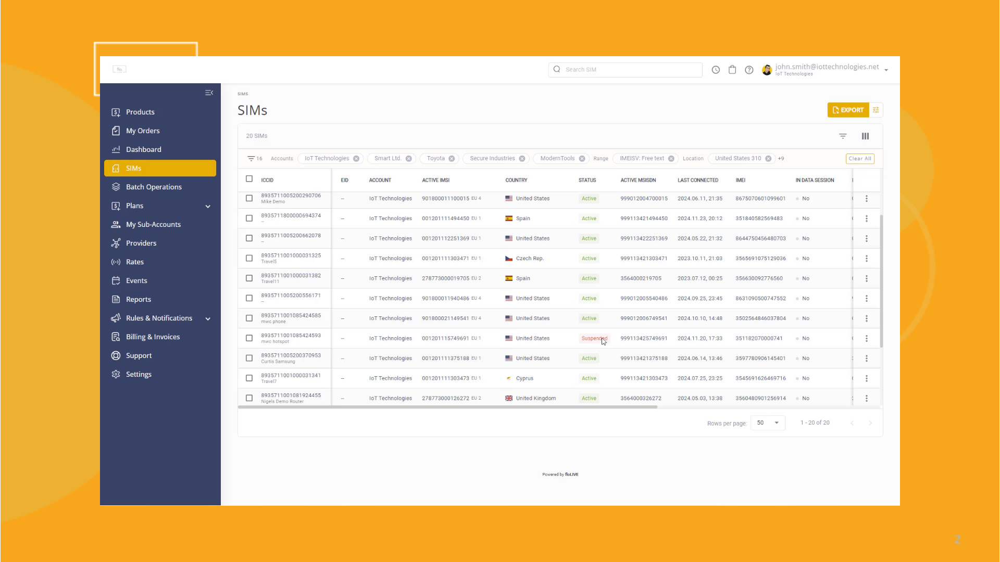 flo
Search SIM
john.smith@iottechnologies.net
IoT Technologies
Products
My Orders
Dashboard
SIMs
Batch Operations
Plans
My Sub-Accounts
Providers
Rates
Events
Reports
Rules & Notifications
Billing & Invoices
Support
Settings
SIMS
SIMs
EXPORT
20 SIMs
16 Accounts IoT Technologies Smart Ltd. Toyota Secure Industries ModernTools Range IMEISV: Free text Location United States 310 +9 Clear All
ICCID EID ACCOUNT ACTIVE IMSI COUNTRY STATUS ACTIVE MSISDN LAST CONNECTED IMEI IN DATA SESSION
8935711005200290706 -- IoT Technologies 901800011100015 EU 4 United States Active 999012004700015 2024.06.11, 21:35 8675070601099601 No
Mike Demo
8935711800000694374 -- IoT Technologies 001201111494450 EU 1 Spain Active 999113421494450 2024.11.23, 20:12 351840582569483 No
--
8935711005200662078 -- IoT Technologies 001201112251369 EU 1 United States Active 999113422251369 2024.05.22, 21:32 8644750456480703 No
--
8935711001000031325 -- IoT Technologies 001201111303471 EU 1 Czech Rep. Active 999113421303471 2023.10.11, 21:03 3565691075129036 No
Travel5
8935711001000031382 -- IoT Technologies 278773000019705 EU 2 Spain Active 3564000219705 2023.07.12, 00:25 356630092776560 No
Travel11
8935711005200556171 -- IoT Technologies 901800011940486 EU 4 United States Active 999012005540486 2024.09.25, 23:45 8631090500747552 No
--
8935711001085424585 -- IoT Technologies 901800021149541 EU 4 United States Active 999012006749541 2024.10.10, 14:48 3502564846037804 No
mwc phone
8935711001085424593 -- IoT Technologies 001201115749691 EU 1 United States Suspended 999113425749691 2024.11.20, 17:33 351182070000741 No
mwc hotspot
8935711005200370953 -- IoT Technologies 001201111375188 EU 1 United States Active 999113421375188 2024.06.14, 13:46 3597780906145401 No
Curtis Samsung
8935711001000031341 -- IoT Technologies 001201111303473 EU 1 Cyprus Active 999113421303473 2024.07.25, 23:25 3545691626469716 No
Travel7
8935711001081924455 -- IoT Technologies 278773000126272 EU 2 United Kingdom Active 3564000326272 2024.05.03, 13:38 3560480901256914 No
Nigels Demo Router
Rows per page: 50 1 - 20 of 20
Powered by floLIVE
2